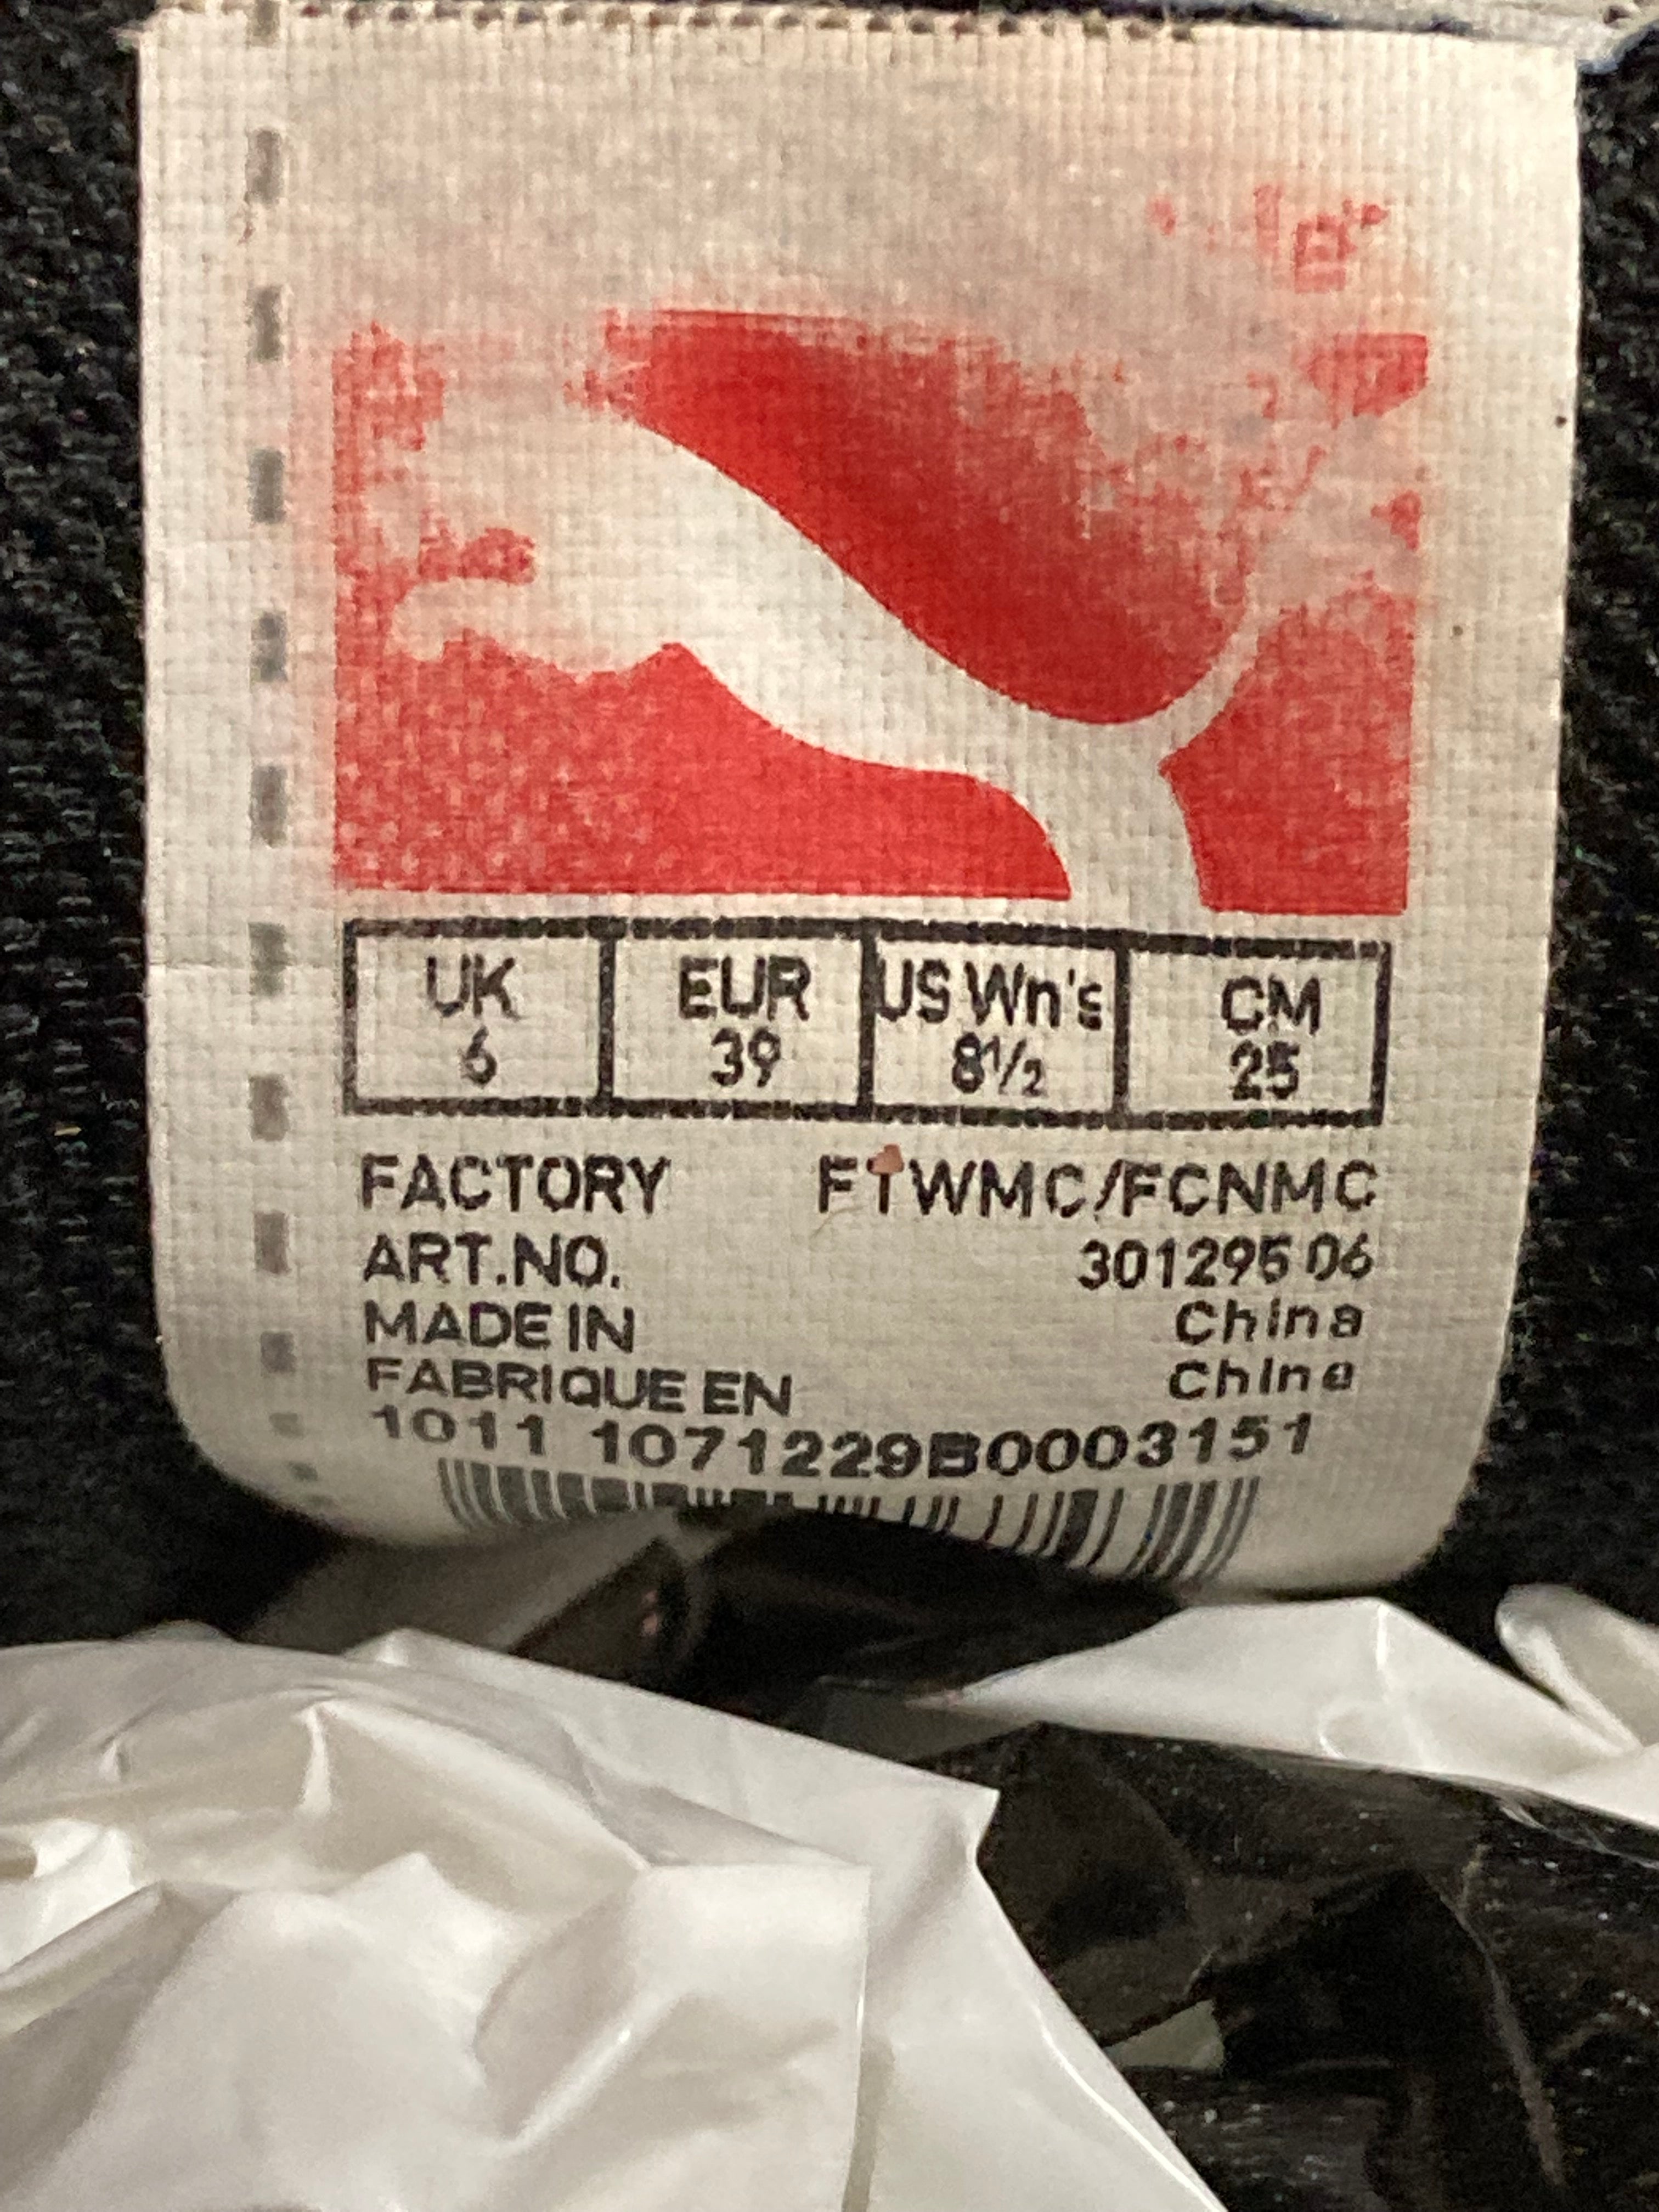 UK EUR US Wn's CM
6 39 8½ 25
FACTORY FTWMC/FCNMC
ART.NO. 301295 06
MADE IN China
FABRIQUE EN Chine
1011 1071229B0003151